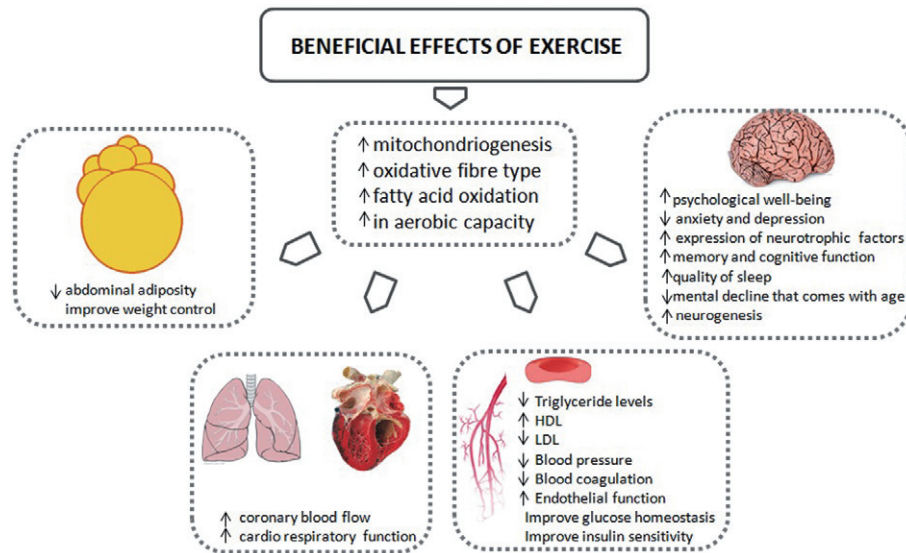 BENEFICIAL EFFECTS OF EXERCISE
↑ mitochondriogenesis
↑ oxidative fibre type
↑ fatty acid oxidation
↑ in aerobic capacity
↓ abdominal adiposity
improve weight control
↑ psychological well-being
↓ anxiety and depression
↑ expression of neurotrophic factors
↑ memory and cognitive function
↑ quality of sleep
↓ mental decline that comes with age
↑ neurogenesis
↑ coronary blood flow
↑ cardio respiratory function
↓ Triglyceride levels
↑ HDL
↓ LDL
↓ Blood pressure
↓ Blood coagulation
↑ Endothelial function
Improve glucose homeostasis
Improve insulin sensitivity